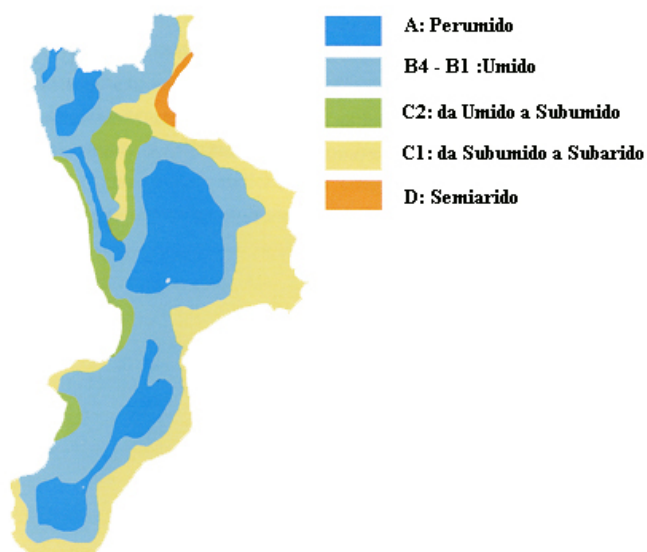 A: Perumido
B4 - B1 :Umido
C2: da Umido a Subumido
C1: da Subumido a Subarido
D: Semiarido